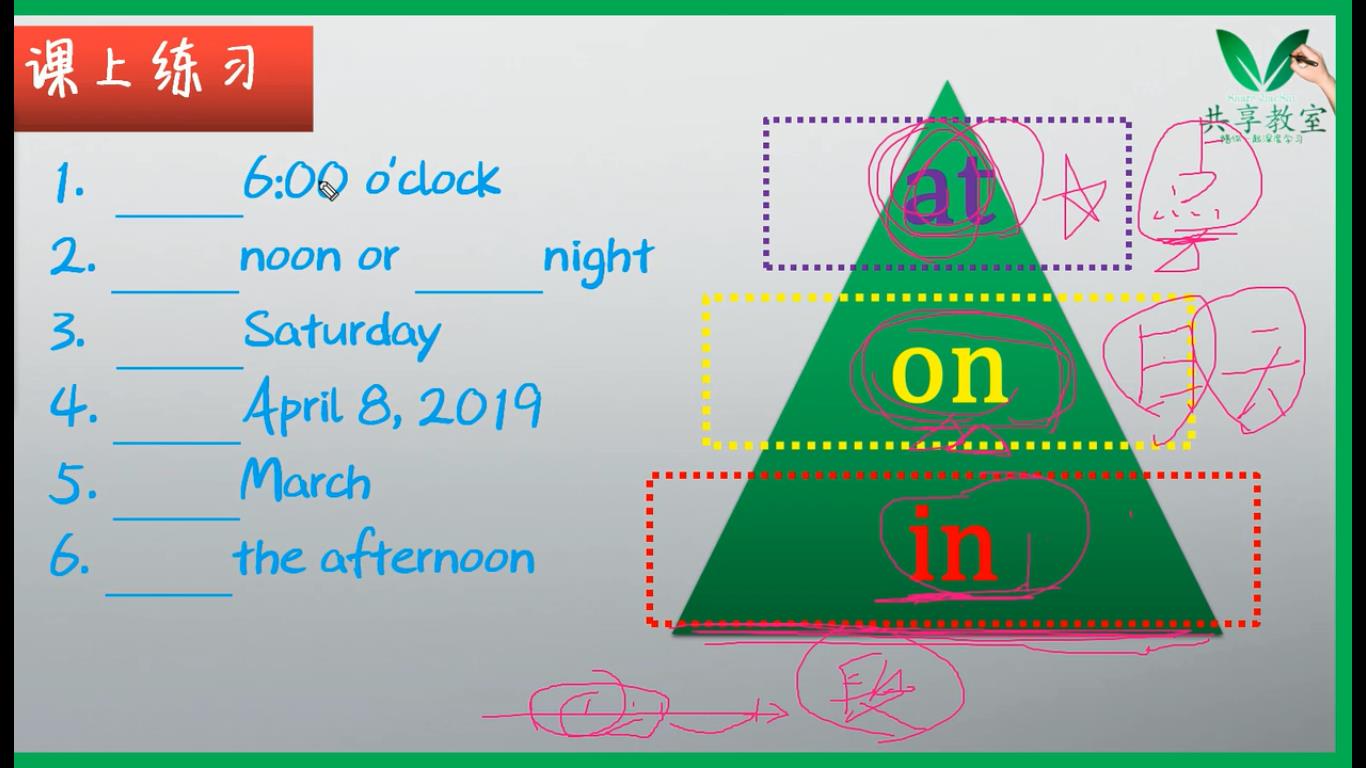 课上练习
共享教室
1. ______ 6:00 o'clock
2. ______ noon or ______ night
3. ______ Saturday
4. ______ April 8, 2019
5. ______ March
6. ______ the afternoon
at
点
on
日天
in
段